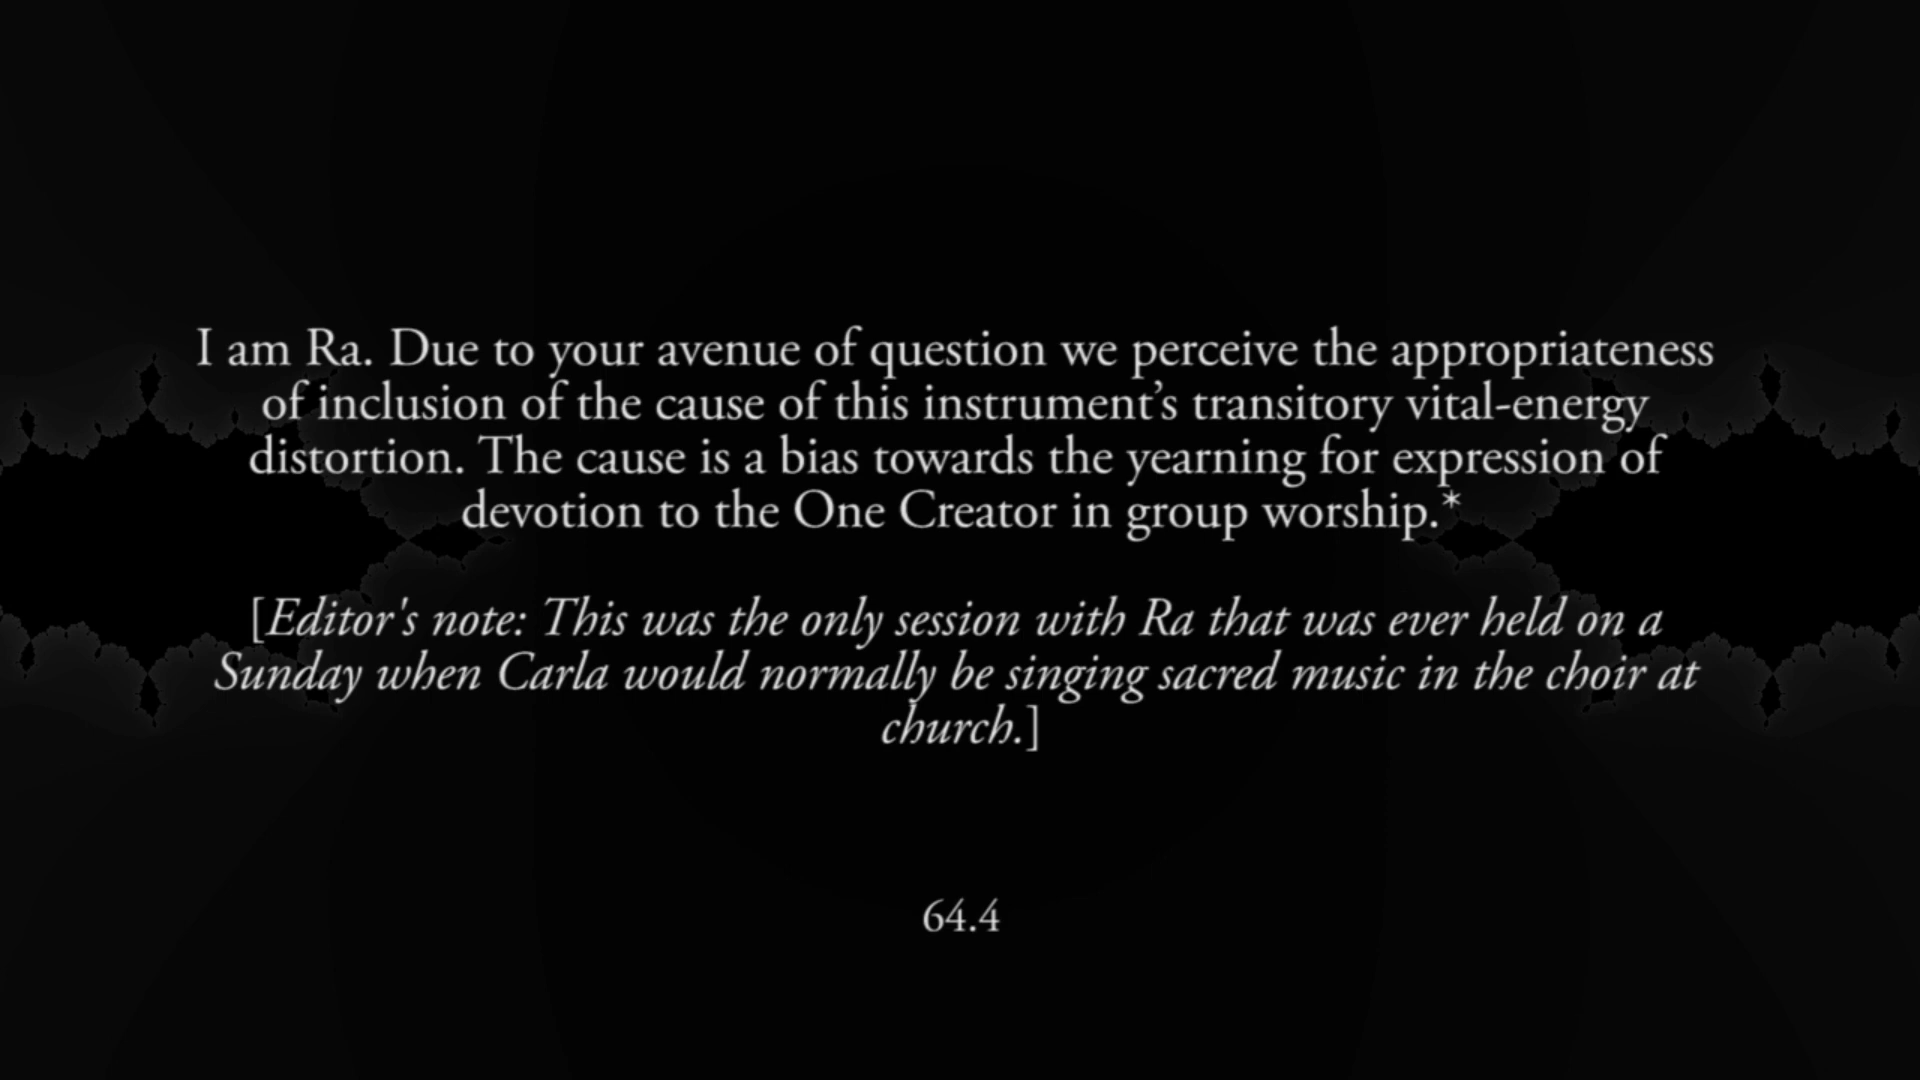 I am Ra. Due to your avenue of question we perceive the appropriateness
of inclusion of the cause of this instrument’s transitory vital-energy
distortion. The cause is a bias towards the yearning for expression of
devotion to the One Creator in group worship.*
[Editor's note: This was the only session with Ra that was ever held on a
Sunday when Carla would normally be singing sacred music in the choir at
church.]
64.4